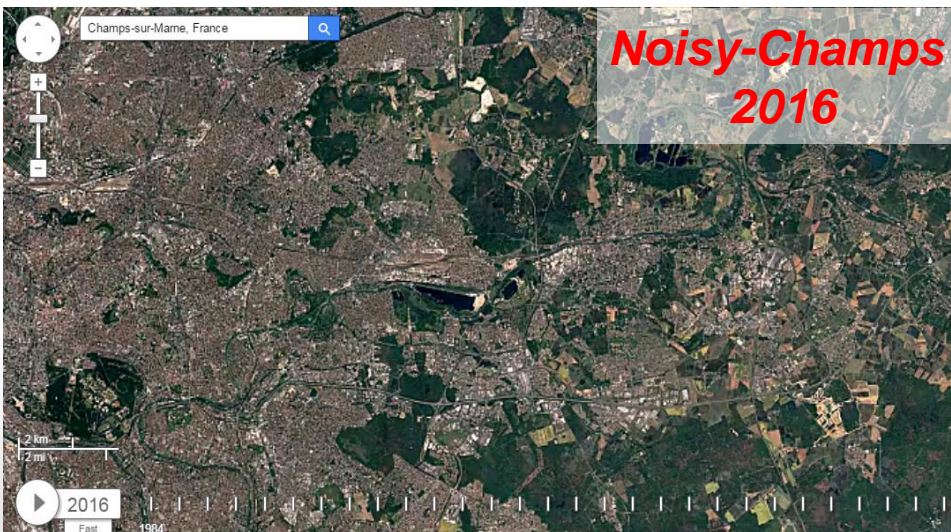 Champs-sur-Marne, France
Noisy-Champs
2016
+
−
2 km
2 mi
2016
Fast
1984